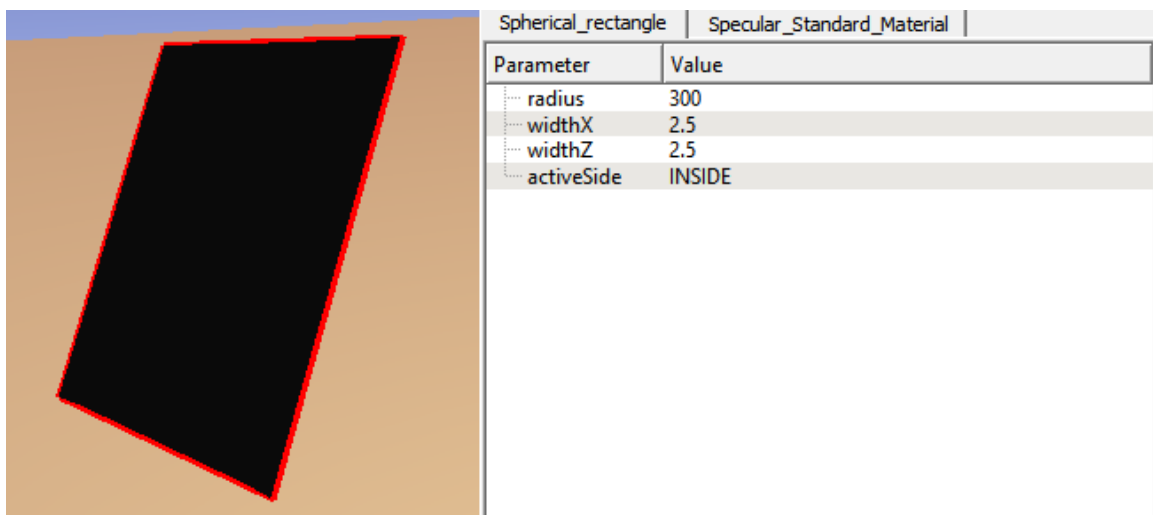 Spherical_rectangle Specular_Standard_Material
Parameter Value
radius 300
widthX 2.5
widthZ 2.5
activeSide INSIDE